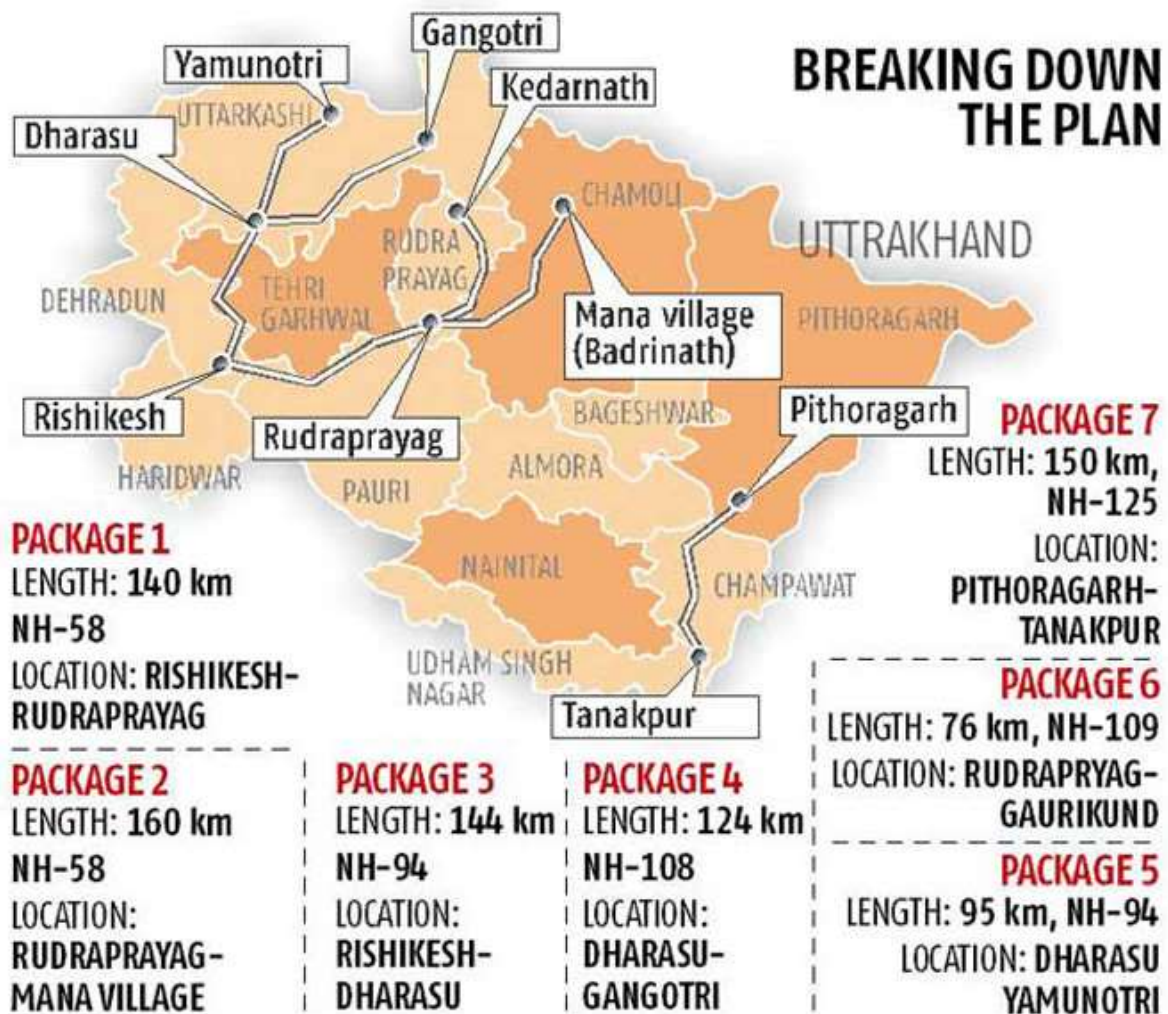 BREAKING DOWN
THE PLAN
Gangotri
Yamunotri
Kedarnath
UTTARKASHI
Dharasu
CHAMOLI
UTTRAKHAND
RUDRA
PRAYAG
DEHRADUN
TEHRI
GARHWAL
Mana village
(Badrinath)
PITHORAGARH
Rishikesh
Rudraprayag
BAGESHWAR
Pithoragarh
HARIDWAR
PAURI
ALMORA
NAINITAL
CHAMPAWAT
UDHAM SINGH
NAGAR
Tanakpur
PACKAGE 1
LENGTH: 140 km
NH-58
LOCATION: RISHIKESH-
RUDRAPRAYAG
PACKAGE 2
LENGTH: 160 km
NH-58
LOCATION:
RUDRAPRAYAG-
MANA VILLAGE
PACKAGE 3
LENGTH: 144 km
NH-94
LOCATION:
RISHIKESH-
DHARASU
PACKAGE 4
LENGTH: 124 km
NH-108
LOCATION:
DHARASU-
GANGOTRI
PACKAGE 7
LENGTH: 150 km,
NH-125
LOCATION:
PITHORAGARH-
TANAKPUR
PACKAGE 6
LENGTH: 76 km, NH-109
LOCATION: RUDRAPRYAG-
GAURIKUND
PACKAGE 5
LENGTH: 95 km, NH-94
LOCATION: DHARASU
YAMUNOTRI